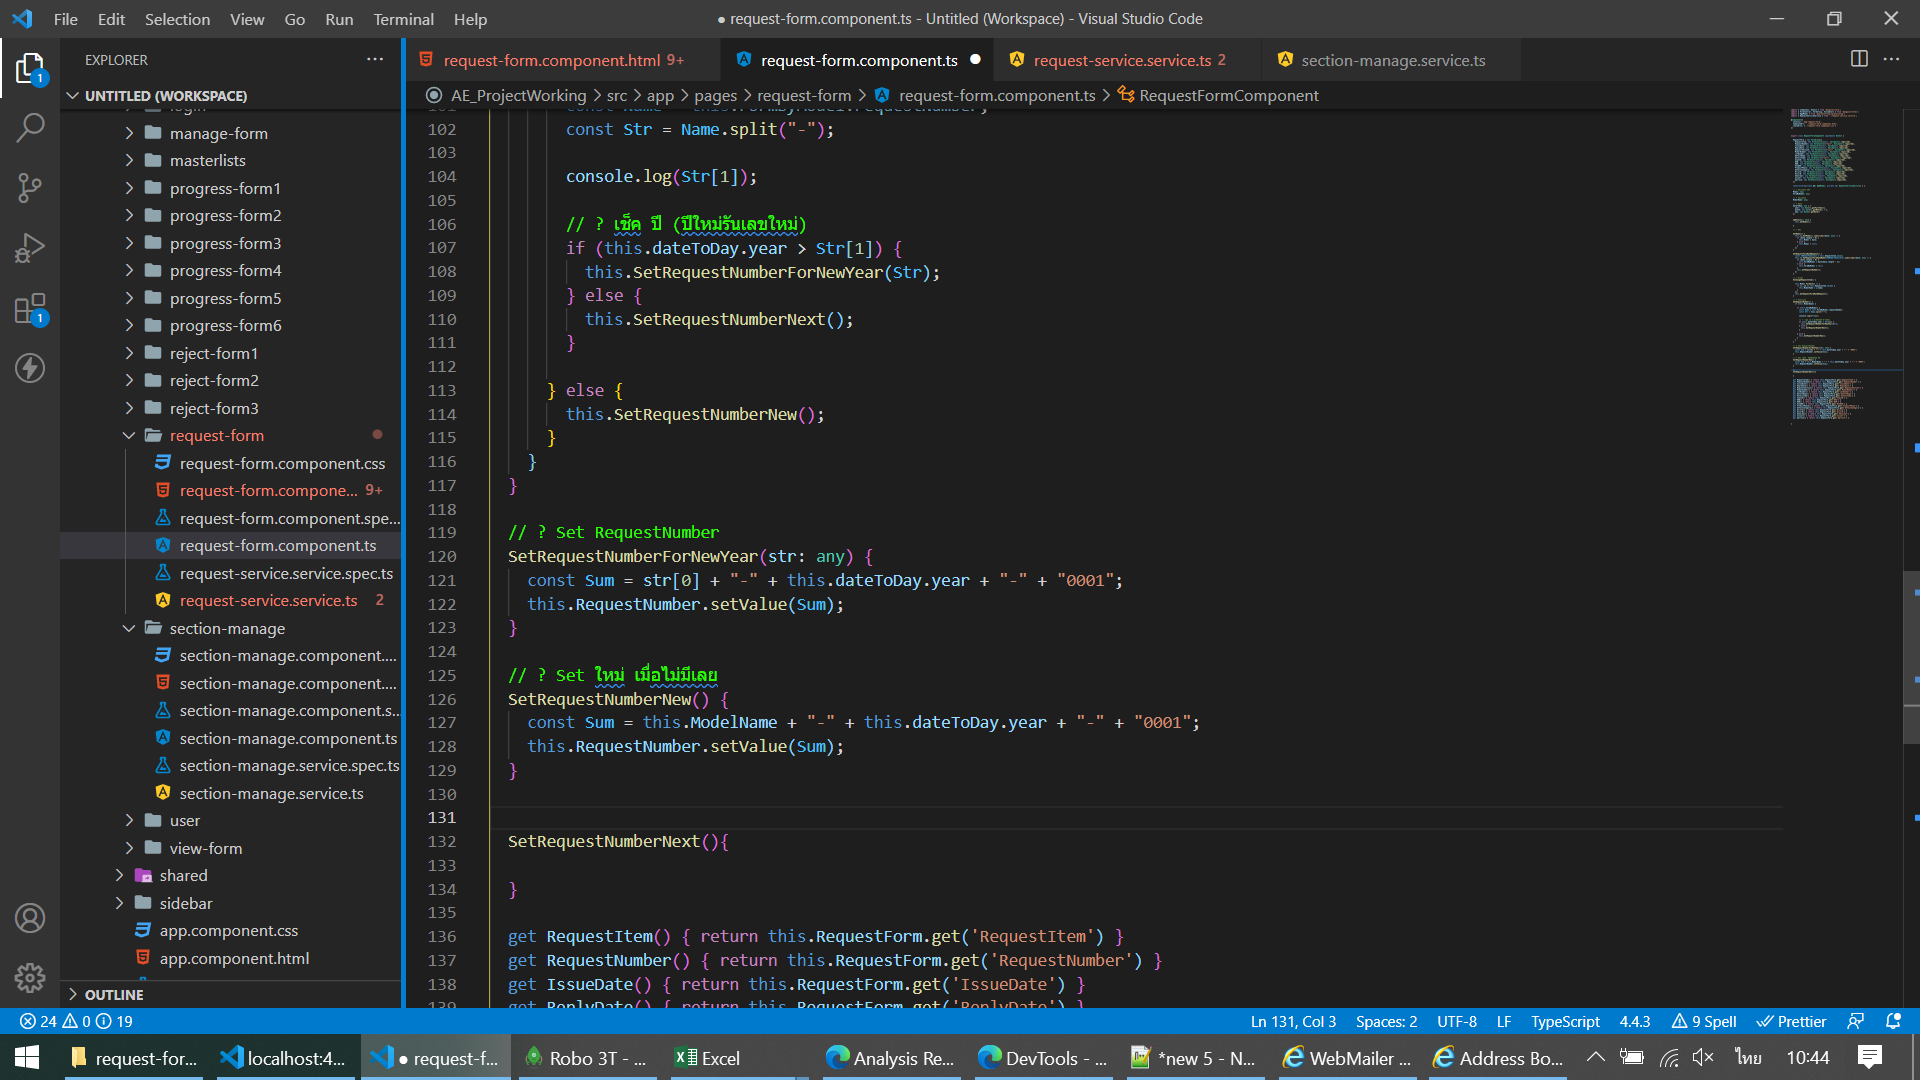 File Edit Selection View Go Run Terminal Help
● request-form.component.ts - Untitled (Workspace) - Visual Studio Code
EXPLORER
UNTITLED (WORKSPACE)
manage-form
masterlists
progress-form1
progress-form2
progress-form3
progress-form4
progress-form5
progress-form6
reject-form1
reject-form2
reject-form3
request-form
request-form.component.css
request-form.compone... 9+
request-form.component.spe...
request-form.component.ts
request-service.service.spec.ts
request-service.service.ts 2
section-manage
section-manage.component....
section-manage.component....
section-manage.component.s...
section-manage.component.ts
section-manage.service.spec.ts
section-manage.service.ts
user
view-form
shared
sidebar
app.component.css
app.component.html
OUTLINE
request-form.component.html 9+
request-form.component.ts ●
request-service.service.ts 2
section-manage.service.ts
AE_ProjectWorking > src > app > pages > request-form > request-form.component.ts > RequestFormComponent
102 const Str = Name.split("-");
103
104 console.log(Str[1]);
105
106 // ? เช็ค ปี (ปีใหม่รันเลขใหม่)
107 if (this.dateToDay.year > Str[1]) {
108 this.SetRequestNumberForNewYear(Str);
109 } else {
110 this.SetRequestNumberNext();
111 }
112
113 } else {
114 this.SetRequestNumberNew();
115 }
116 }
117 }
118
119 // ? Set RequestNumber
120 SetRequestNumberForNewYear(str: any) {
121 const Sum = str[0] + "-" + this.dateToDay.year + "-" + "0001";
122 this.RequestNumber.setValue(Sum);
123 }
124
125 // ? Set ใหม่ เมื่อไม่มีเลย
126 SetRequestNumberNew() {
127 const Sum = this.ModelName + "-" + this.dateToDay.year + "-" + "0001";
128 this.RequestNumber.setValue(Sum);
129 }
130
131
132 SetRequestNumberNext(){
133
134 }
135
136 get RequestItem() { return this.RequestForm.get('RequestItem') }
137 get RequestNumber() { return this.RequestForm.get('RequestNumber') }
138 get IssueDate() { return this.RequestForm.get('IssueDate') }
139 get ReplyDate() { return this.RequestForm.get('ReplyDate') }
24 0 19
Ln 131, Col 3 Spaces: 2 UTF-8 LF TypeScript 4.4.3 9 Spell Prettier
request-for... localhost:4... ● request-f... Robo 3T - ... Excel Analysis Re... DevTools - ... *new 5 - N... WebMailer ... Address Bo... ไทย 10:44